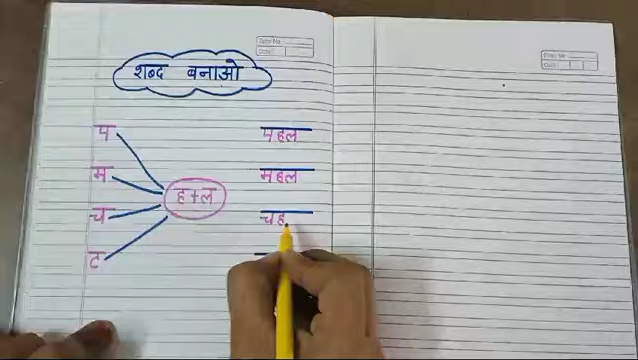 शब्द बनाओ
प पहल
म महल
ह+ल
च चह
ट